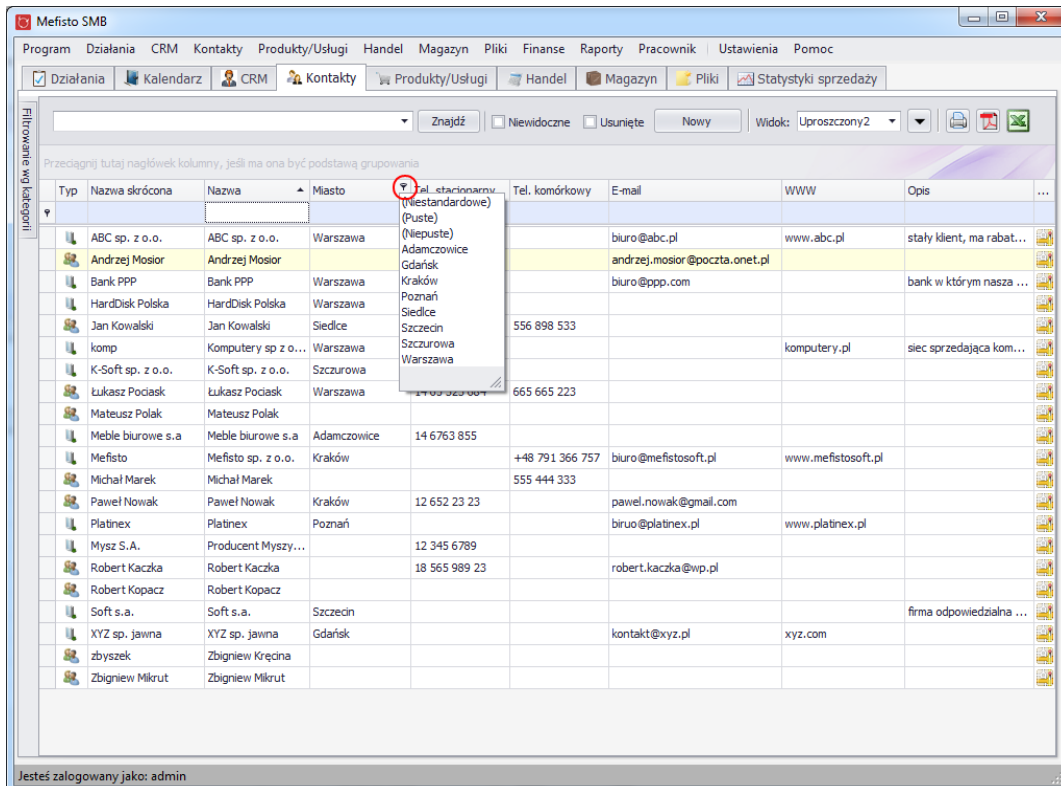 Mefisto SMB
Program Działania CRM Kontakty Produkty/Usługi Handel Magazyn Pliki Finanse Raporty Pracownik Ustawienia Pomoc
Działania Kalendarz CRM Kontakty Produkty/Usługi Handel Magazyn Pliki Statystyki sprzedaży
Filtrowanie wg kategorii
Znajdź Niewidoczne Usunięte Nowy Widok: Uproszczony2
Przeciągnij tutaj nagłówek kolumny, jeśli ma ona być podstawą grupowania
Typ Nazwa skrócona Nazwa Miasto Tel. stacjonarny Tel. komórkowy E-mail WWW Opis ...
(Niestandardowe)
(Puste)
(Niepuste)
Adamczowice
Gdańsk
Kraków
Poznań
Siedlce
Szczecin
Szczurowa
Warszawa
ABC sp. z o.o. ABC sp. z o.o. Warszawa biuro@abc.pl www.abc.pl stały klient, ma rabat...
Andrzej Mosior Andrzej Mosior andrzej.mosior@poczta.onet.pl
Bank PPP Bank PPP Warszawa biuro@ppp.com bank w którym nasza ...
HardDisk Polska HardDisk Polska Warszawa
Jan Kowalski Jan Kowalski Siedlce 556 898 533
komp Komputery sp z o... Warszawa komputery.pl siec sprzedająca kom...
K-Soft sp. z o.o. K-Soft sp. z o.o. Szczurowa
Łukasz Pociask Łukasz Pociask Warszawa 665 665 223
Mateusz Polak Mateusz Polak
Meble biurowe s.a Meble biurowe s.a Adamczowice 14 6763 855
Mefisto Mefisto sp. z o.o. Kraków +48 791 366 757 biuro@mefistosoft.pl www.mefistosoft.pl
Michał Marek Michał Marek 555 444 333
Paweł Nowak Paweł Nowak Kraków 12 652 23 23 pawel.nowak@gmail.com
Platinex Platinex Poznań biruo@platinex.pl www.platinex.pl
Mysz S.A. Producent Myszy... 12 345 6789
Robert Kaczka Robert Kaczka 18 565 989 23 robert.kaczka@wp.pl
Robert Kopacz Robert Kopacz
Soft s.a. Soft s.a. Szczecin firma odpowiedzialna ...
XYZ sp. jawna XYZ sp. jawna Gdańsk kontakt@xyz.pl xyz.com
zbyszek Zbigniew Kręcina
Zbigniew Mikrut Zbigniew Mikrut
Jesteś zalogowany jako: admin